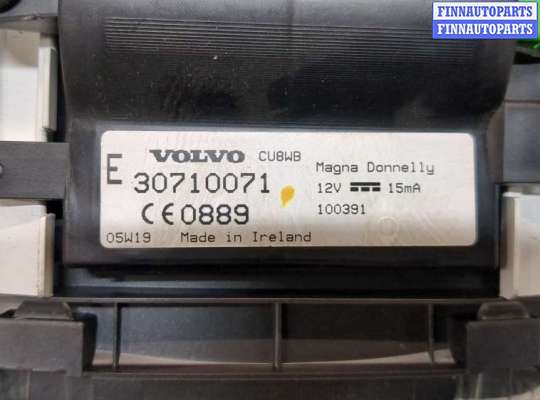 FINNAUTOPARTS
FINNAUTOPARTS
VOLVO CU8WB
E 30710071
CE0889
05W19 Made in Ireland
Magna Donnelly
12V 15mA
100391